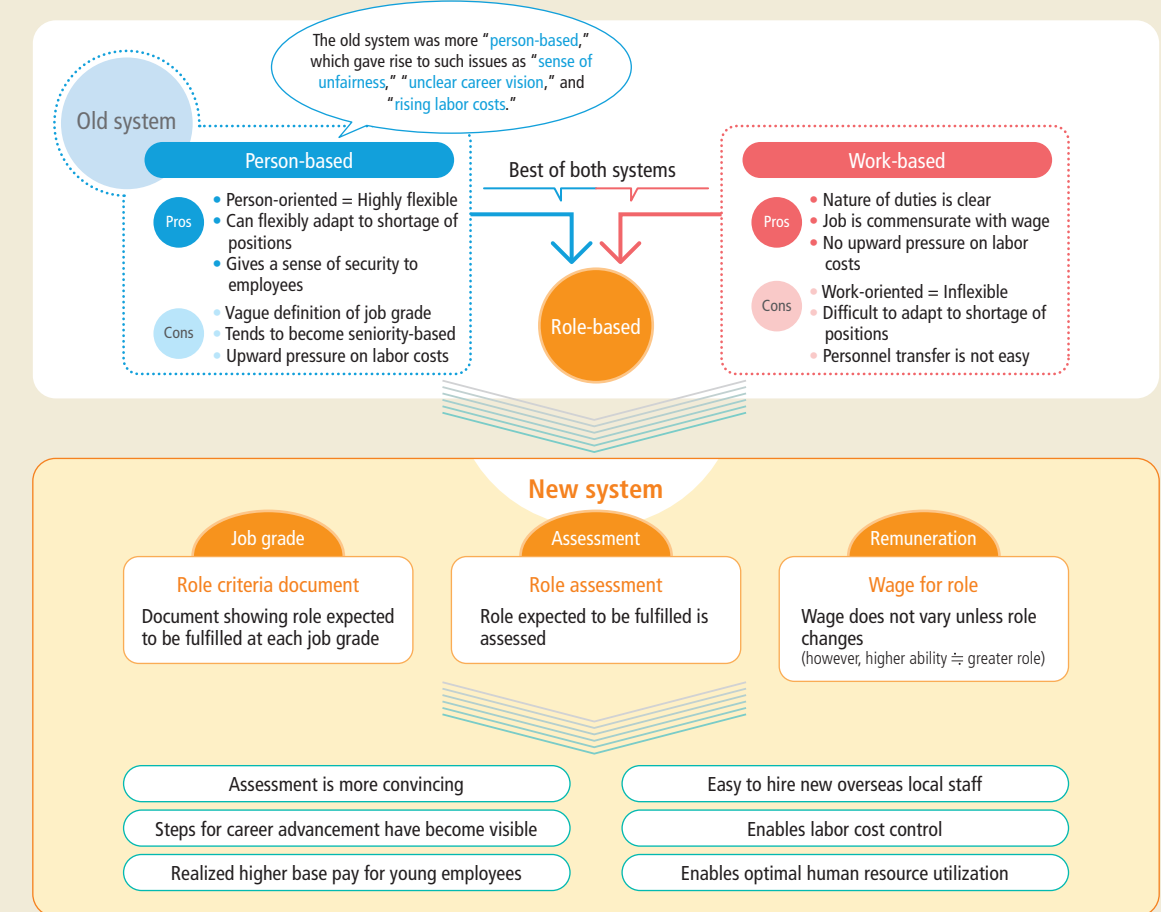 The old system was more “person-based,”
which gave rise to such issues as “sense of
unfairness,” “unclear career vision,” and
“rising labor costs.”
Old system
Person-based
Pros
• Person-oriented = Highly flexible
• Can flexibly adapt to shortage of
positions
• Gives a sense of security to
employees
Cons
• Vague definition of job grade
• Tends to become seniority-based
• Upward pressure on labor costs
Best of both systems
Role-based
Work-based
Pros
• Nature of duties is clear
• Job is commensurate with wage
• No upward pressure on labor
costs
Cons
• Work-oriented = Inflexible
• Difficult to adapt to shortage of
positions
• Personnel transfer is not easy
New system
Job grade
Role criteria document
Document showing role expected
to be fulfilled at each job grade
Assessment
Role assessment
Role expected to be fulfilled is
assessed
Remuneration
Wage for role
Wage does not vary unless role
changes
(however, higher ability ≒ greater role)
Assessment is more convincing
Steps for career advancement have become visible
Realized higher base pay for young employees
Easy to hire new overseas local staff
Enables labor cost control
Enables optimal human resource utilization